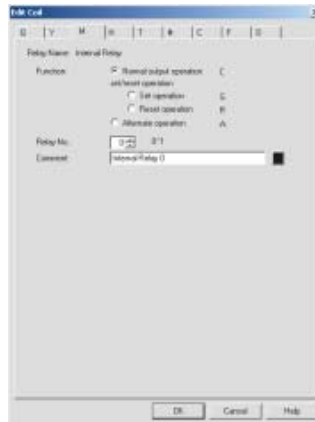 Edit Coil
Y M T C F
Relay Name Internal Relay
Function Normal output operation
set/reset operation
Set operation S
Reset operation R
Alternate operation A
Relay No. 0
Comment Internal Relay 0
OK Cancel Help